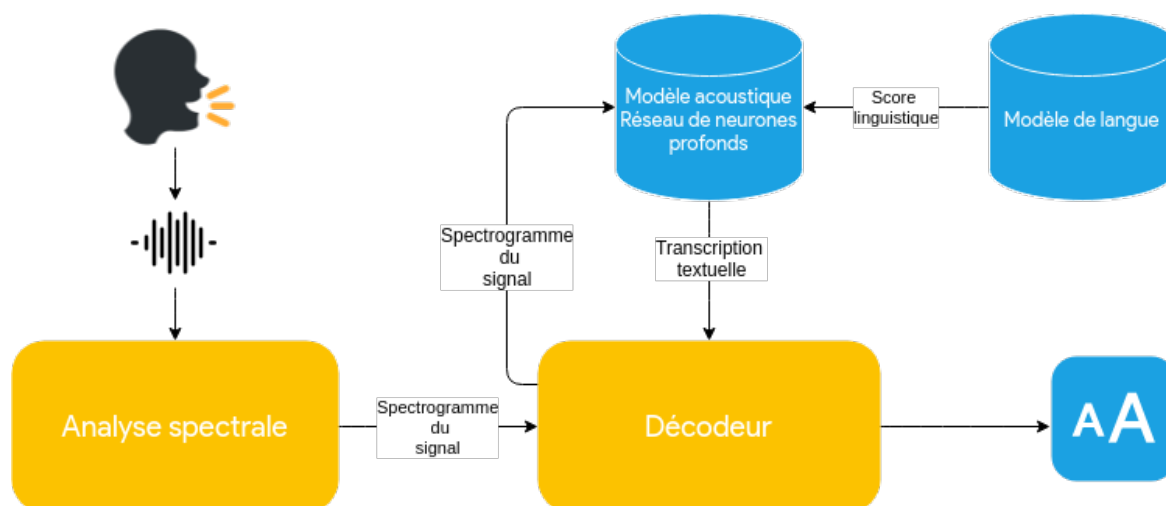 Modèle acoustique
Réseau de neurones
profonds
Score
linguistique
Modèle de langue
Spectrogramme
du
signal
Transcription
textuelle
Analyse spectrale
Spectrogramme
du
signal
Décodeur
AA